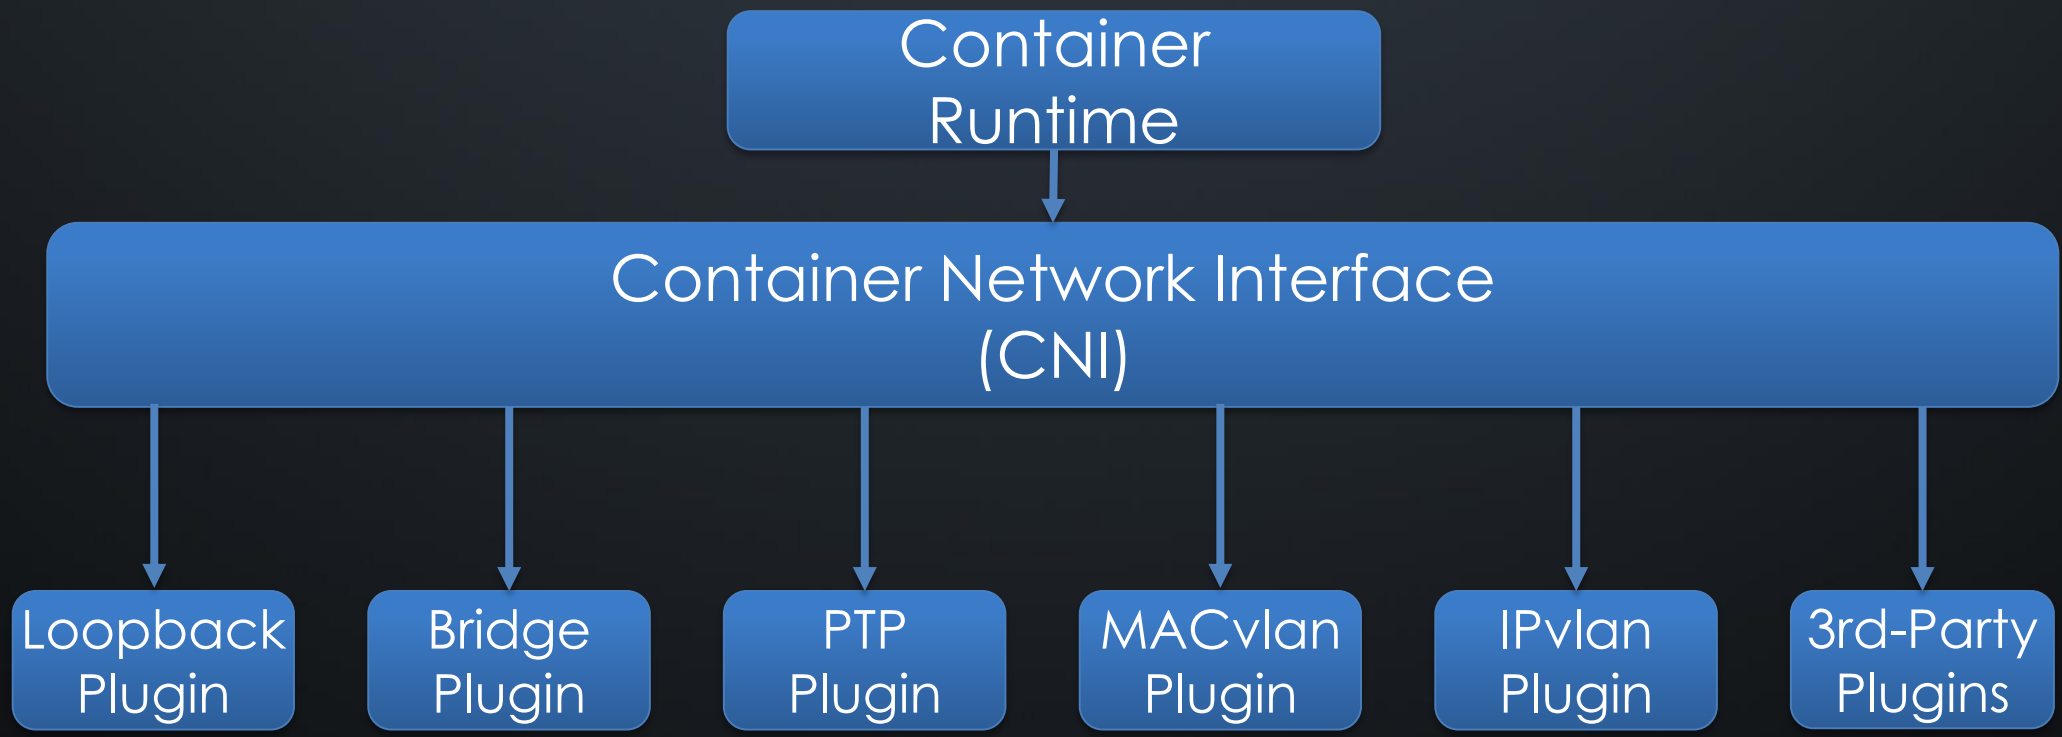 Container
Runtime
Container Network Interface
(CNI)
Loopback
Plugin
Bridge
Plugin
PTP
Plugin
MACvlan
Plugin
IPvlan
Plugin
3rd-Party
Plugins